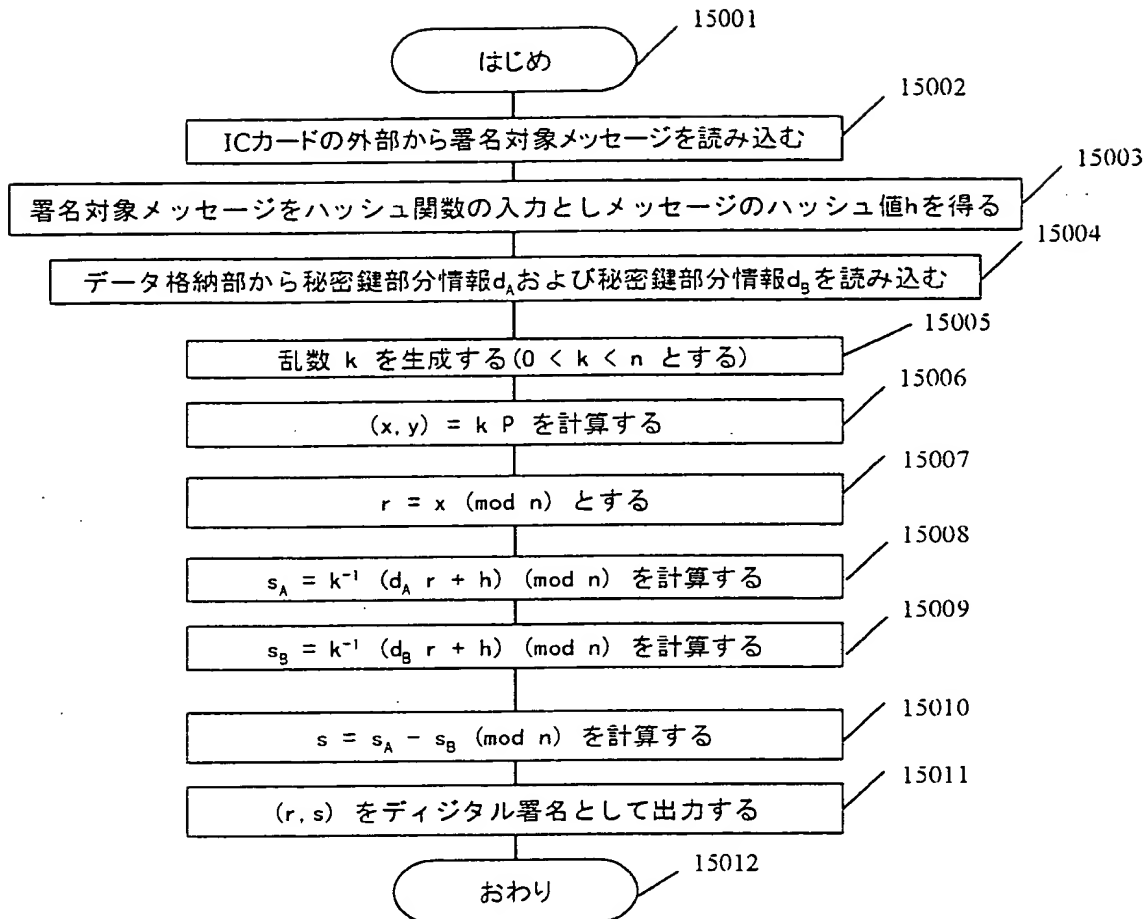 15001
はじめ
15002
ICカードの外部から署名対象メッセージを読み込む
15003
署名対象メッセージをハッシュ関数の入力としメッセージのハッシュ値hを得る
15004
データ格納部から秘密鍵部分情報d_Aおよび秘密鍵部分情報d_Bを読み込む
15005
乱数 k を生成する(0 < k < n とする)
15006
(x,y) = k P を計算する
15007
r = x (mod n) とする
15008
s_A = k⁻¹ (d_A r + h) (mod n) を計算する
15009
s_B = k⁻¹ (d_B r + h) (mod n) を計算する
15010
s = s_A - s_B (mod n) を計算する
15011
(r,s) をディジタル署名として出力する
15012
おわり